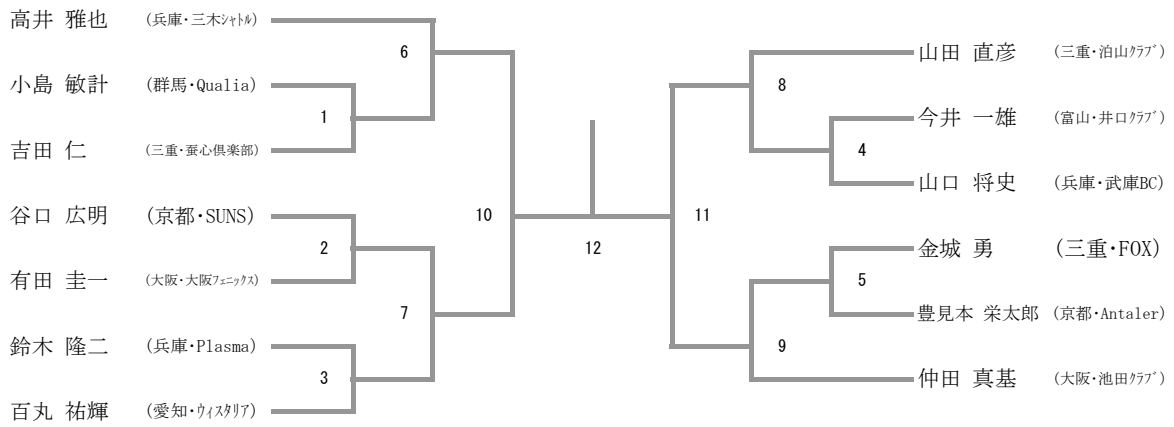 高井 雅也 (兵庫・三木ｼｬﾄﾙ)
6
小島 敏計 (群馬・Qualia)
1
吉田 仁 (三重・蚕心倶楽部)
10
谷口 広明 (京都・SUNS)
2
有田 圭一 (大阪・大阪ﾌｪﾆｯｸｽ)
7
鈴木 隆二 (兵庫・Plasma)
3
百丸 祐輝 (愛知・ｳｨｽﾀﾘｱ)
12
山田 直彦 (三重・泊山ｸﾗﾌﾞ)
8
今井 一雄 (富山・井口ｸﾗﾌﾞ)
4
山口 将史 (兵庫・武庫BC)
11
金城 勇 (三重・FOX)
5
豊見本 栄太郎 (京都・Antaler)
9
仲田 真基 (大阪・池田ｸﾗﾌﾞ)